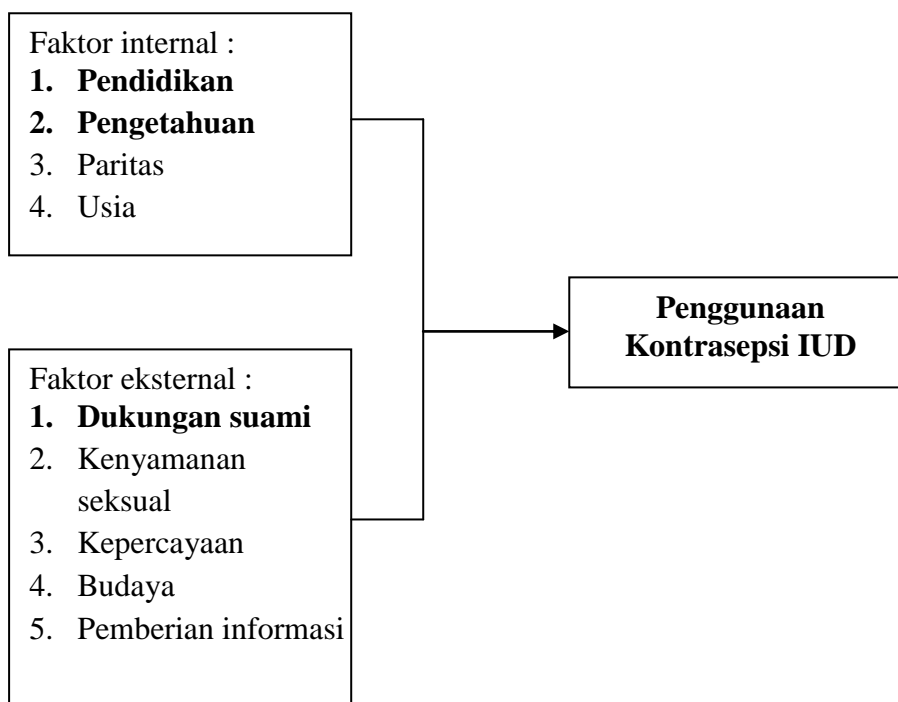 Faktor internal :
1. Pendidikan
2. Pengetahuan
3. Paritas
4. Usia
Penggunaan
Kontrasepsi IUD
Faktor eksternal :
1. Dukungan suami
2. Kenyamanan
seksual
3. Kepercayaan
4. Budaya
5. Pemberian informasi